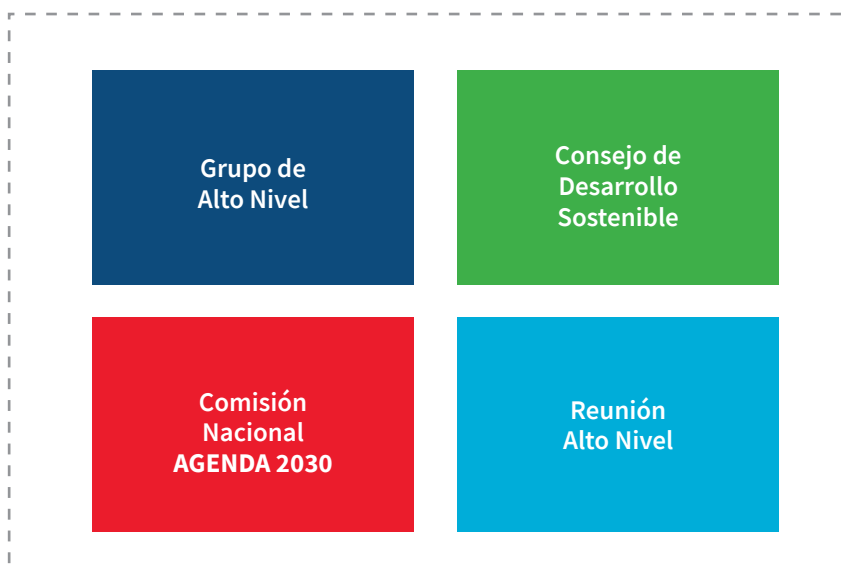 Grupo de
Alto Nivel
Consejo de
Desarrollo
Sostenible
Comisión
Nacional
AGENDA 2030
Reunión
Alto Nivel